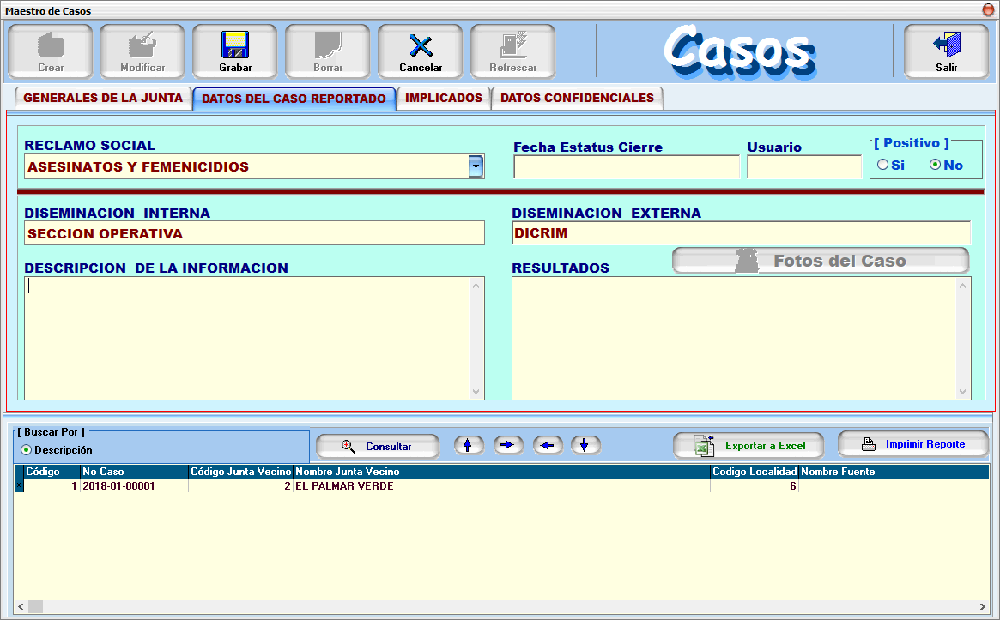 Maestro de Casos
Crear Modificar Grabar Borrar Cancelar Refrescar Casos Salir
GENERALES DE LA JUNTA DATOS DEL CASO REPORTADO IMPLICADOS DATOS CONFIDENCIALES
RECLAMO SOCIAL Fecha Estatus Cierre Usuario [ Positivo ]
ASESINATOS Y FEMENICIDIOS Si No
DISEMINACION INTERNA DISEMINACION EXTERNA
SECCION OPERATIVA DICRIM
Fotos del Caso
DESCRIPCION DE LA INFORMACION RESULTADOS
[ Buscar Por ]
Descripción Consultar Exportar a Excel Imprimir Reporte
Código No Caso Código Junta Vecino Nombre Junta Vecino Codigo Localidad Nombre Fuente
* 1 2018-01-00001 2 EL PALMAR VERDE 6